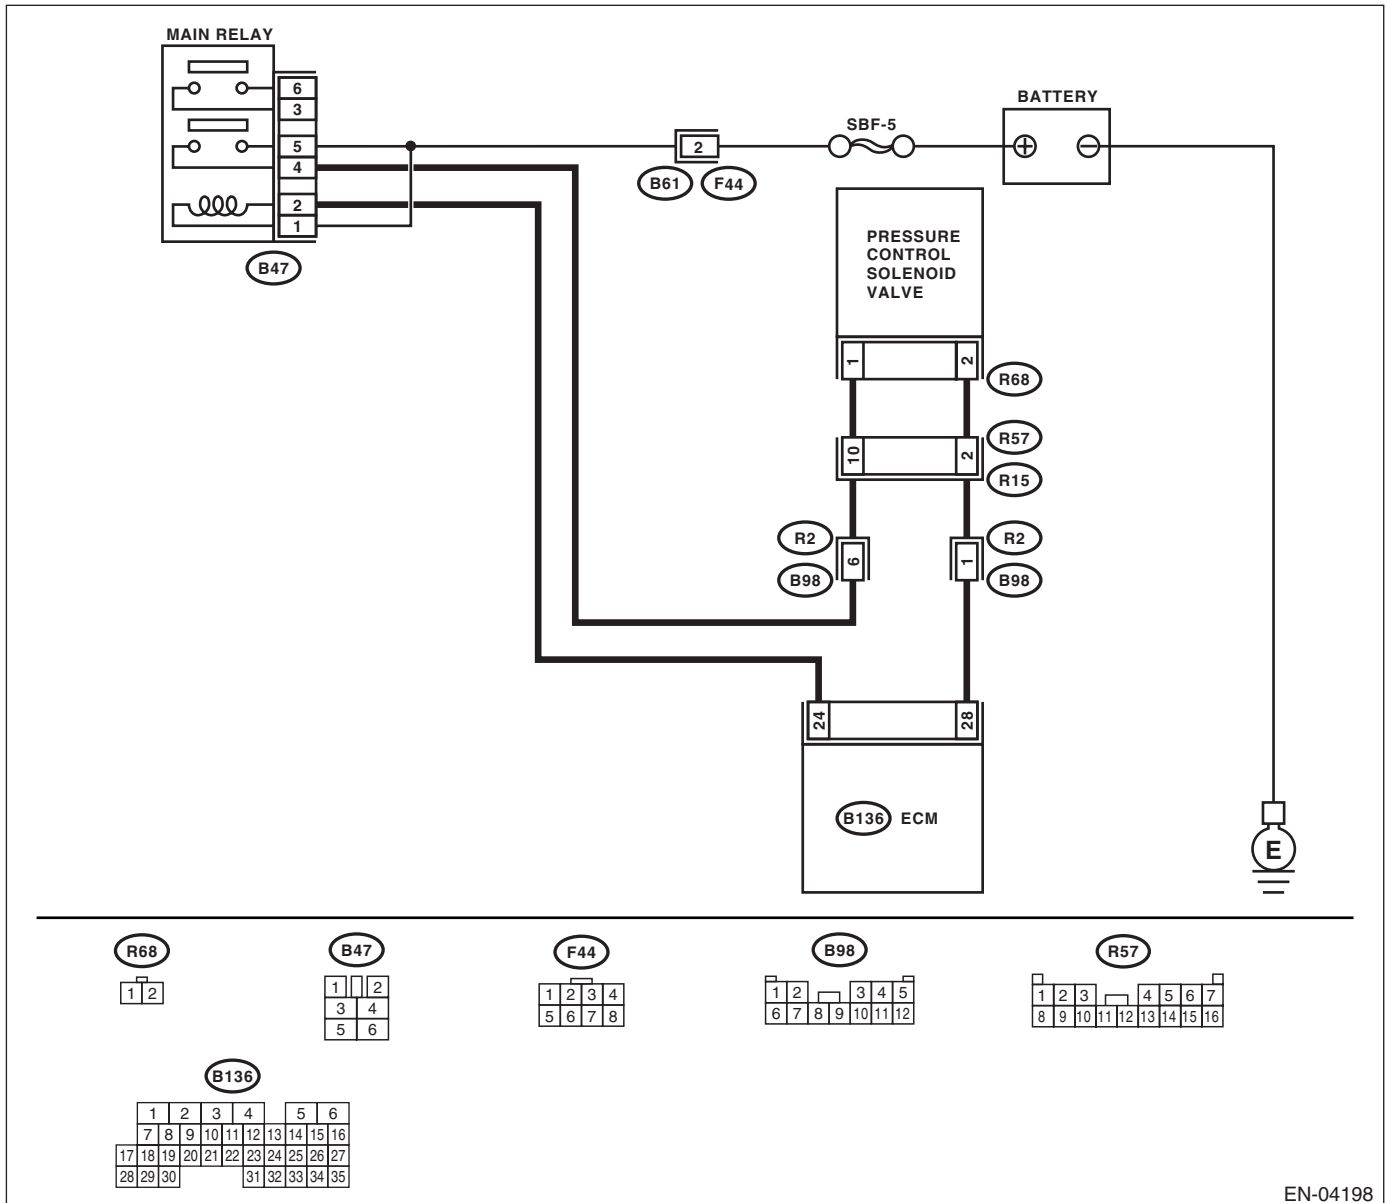 MAIN RELAY
6
3
5
4
2
1
B47
2
B61 F44
SBF-5
BATTERY
+ −
PRESSURE
CONTROL
SOLENOID
VALVE
1 2
R68
10 2
R57
R15
R2
6
B98
R2
1
B98
24 28
B136 ECM
E
R68
1 2
B47
1 2
3 4
5 6
F44
1 2 3 4
5 6 7 8
B98
1 2 3 4 5
6 7 8 9 10 11 12
R57
1 2 3 4 5 6 7
8 9 10 11 12 13 14 15 16
B136
1 2 3 4 5 6
7 8 9 10 11 12 13 14 15 16
17 18 19 20 21 22 23 24 25 26 27
28 29 30 31 32 33 34 35
EN-04198